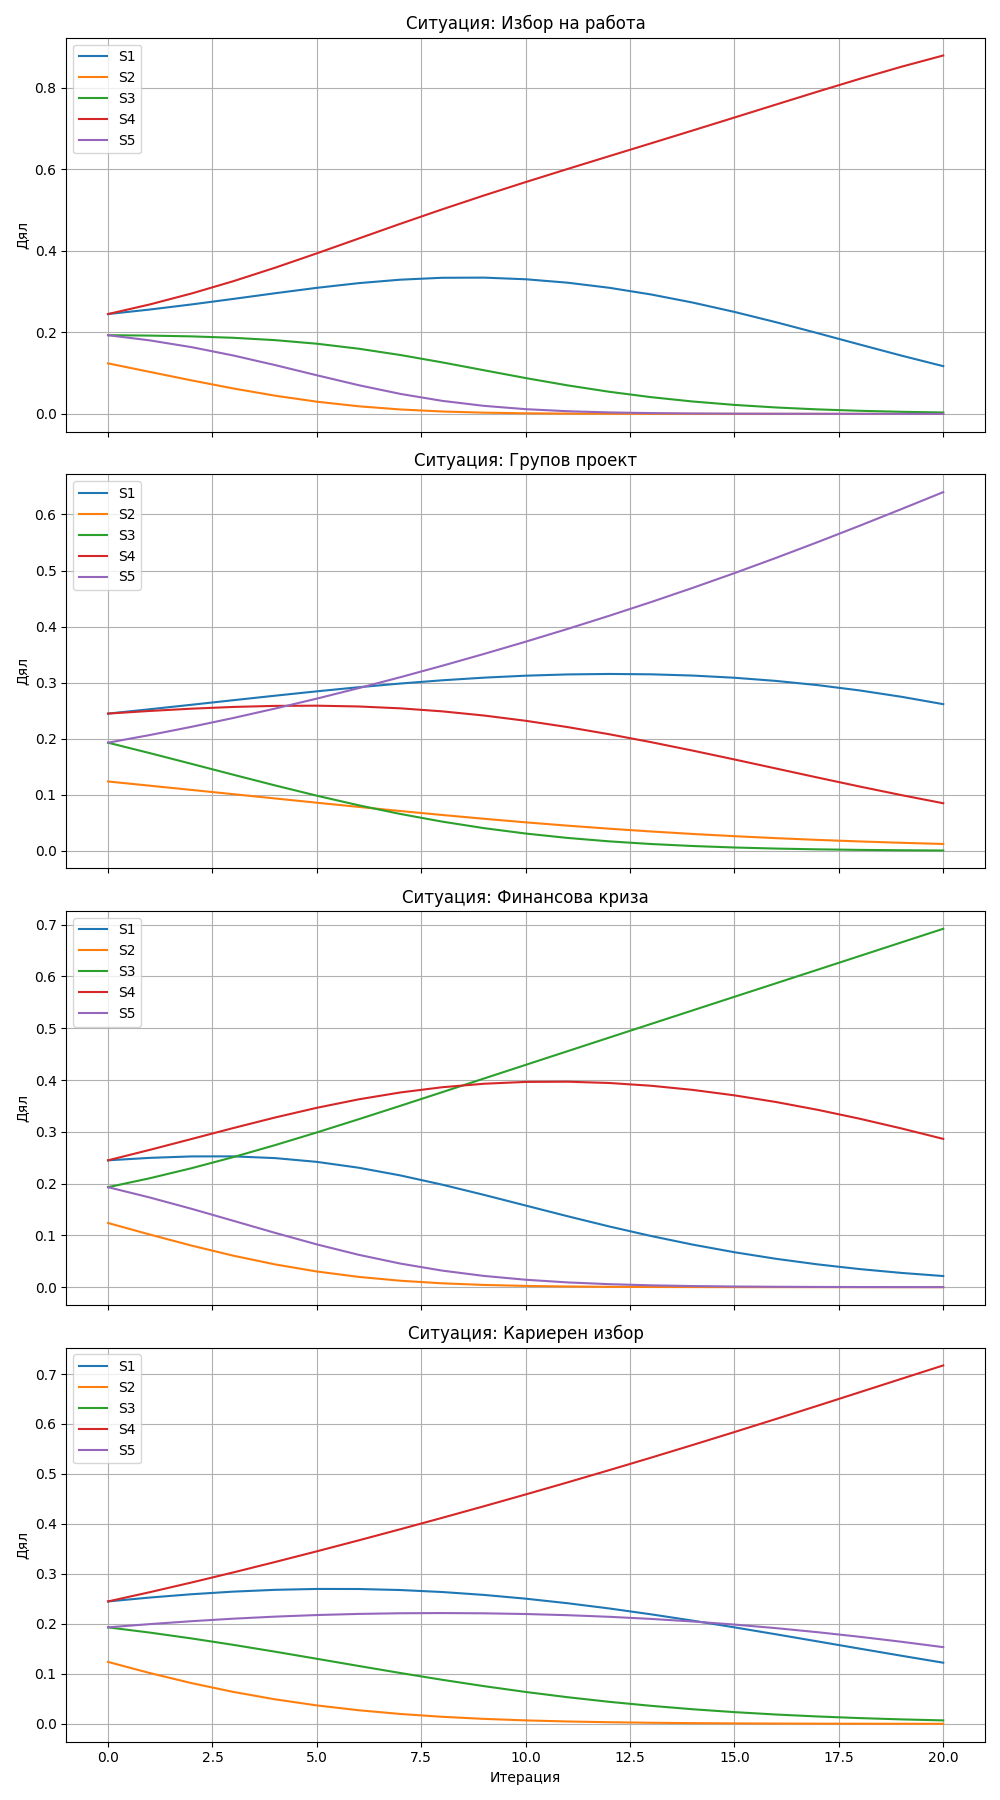 Ситуация: Избор на работа
S1
S2
S3
S4
S5
0.8
0.6
0.4
0.2
0.0
Дял
Ситуация: Групов проект
S1
S2
S3
S4
S5
0.6
0.5
0.4
0.3
0.2
0.1
0.0
Дял
Ситуация: Финансова криза
S1
S2
S3
S4
S5
0.7
0.6
0.5
0.4
0.3
0.2
0.1
0.0
Дял
Ситуация: Кариерен избор
S1
S2
S3
S4
S5
0.7
0.6
0.5
0.4
0.3
0.2
0.1
0.0
Дял
0.0 2.5 5.0 7.5 10.0 12.5 15.0 17.5 20.0
Итерация